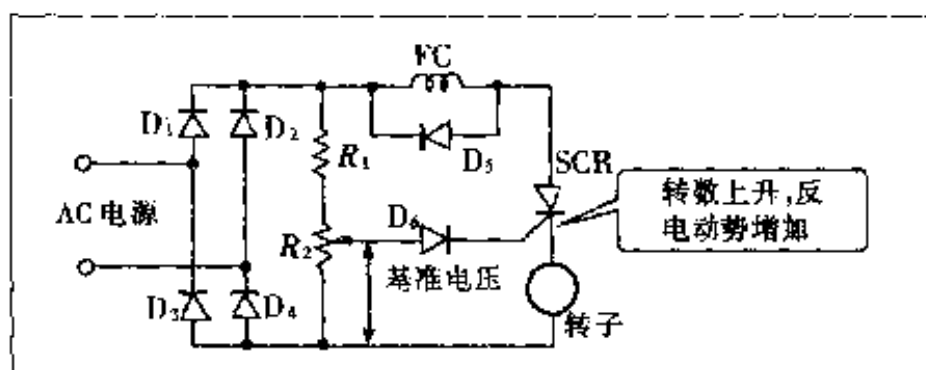 FC
D₁
D₂
D₅
R₁
SCR
转数上升,反
电动势增加
AC 电源
D₆
R₂
基准电压
D₃
D₄
转子